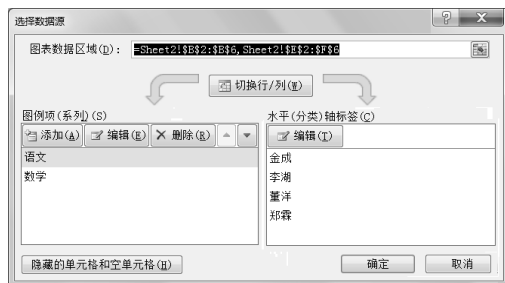 选择数据源
图表数据区域(D)： =Sheet2!$B$2:$B$6,Sheet2!$E$2:$F$6
切换行/列(W)
图例项(系列)(S)
添加(A) 编辑(E) 删除(R)
语文
数学
水平(分类)轴标签(C)
编辑(T)
金成
李湖
董洋
郑霖
隐藏的单元格和空单元格(H) 确定 取消